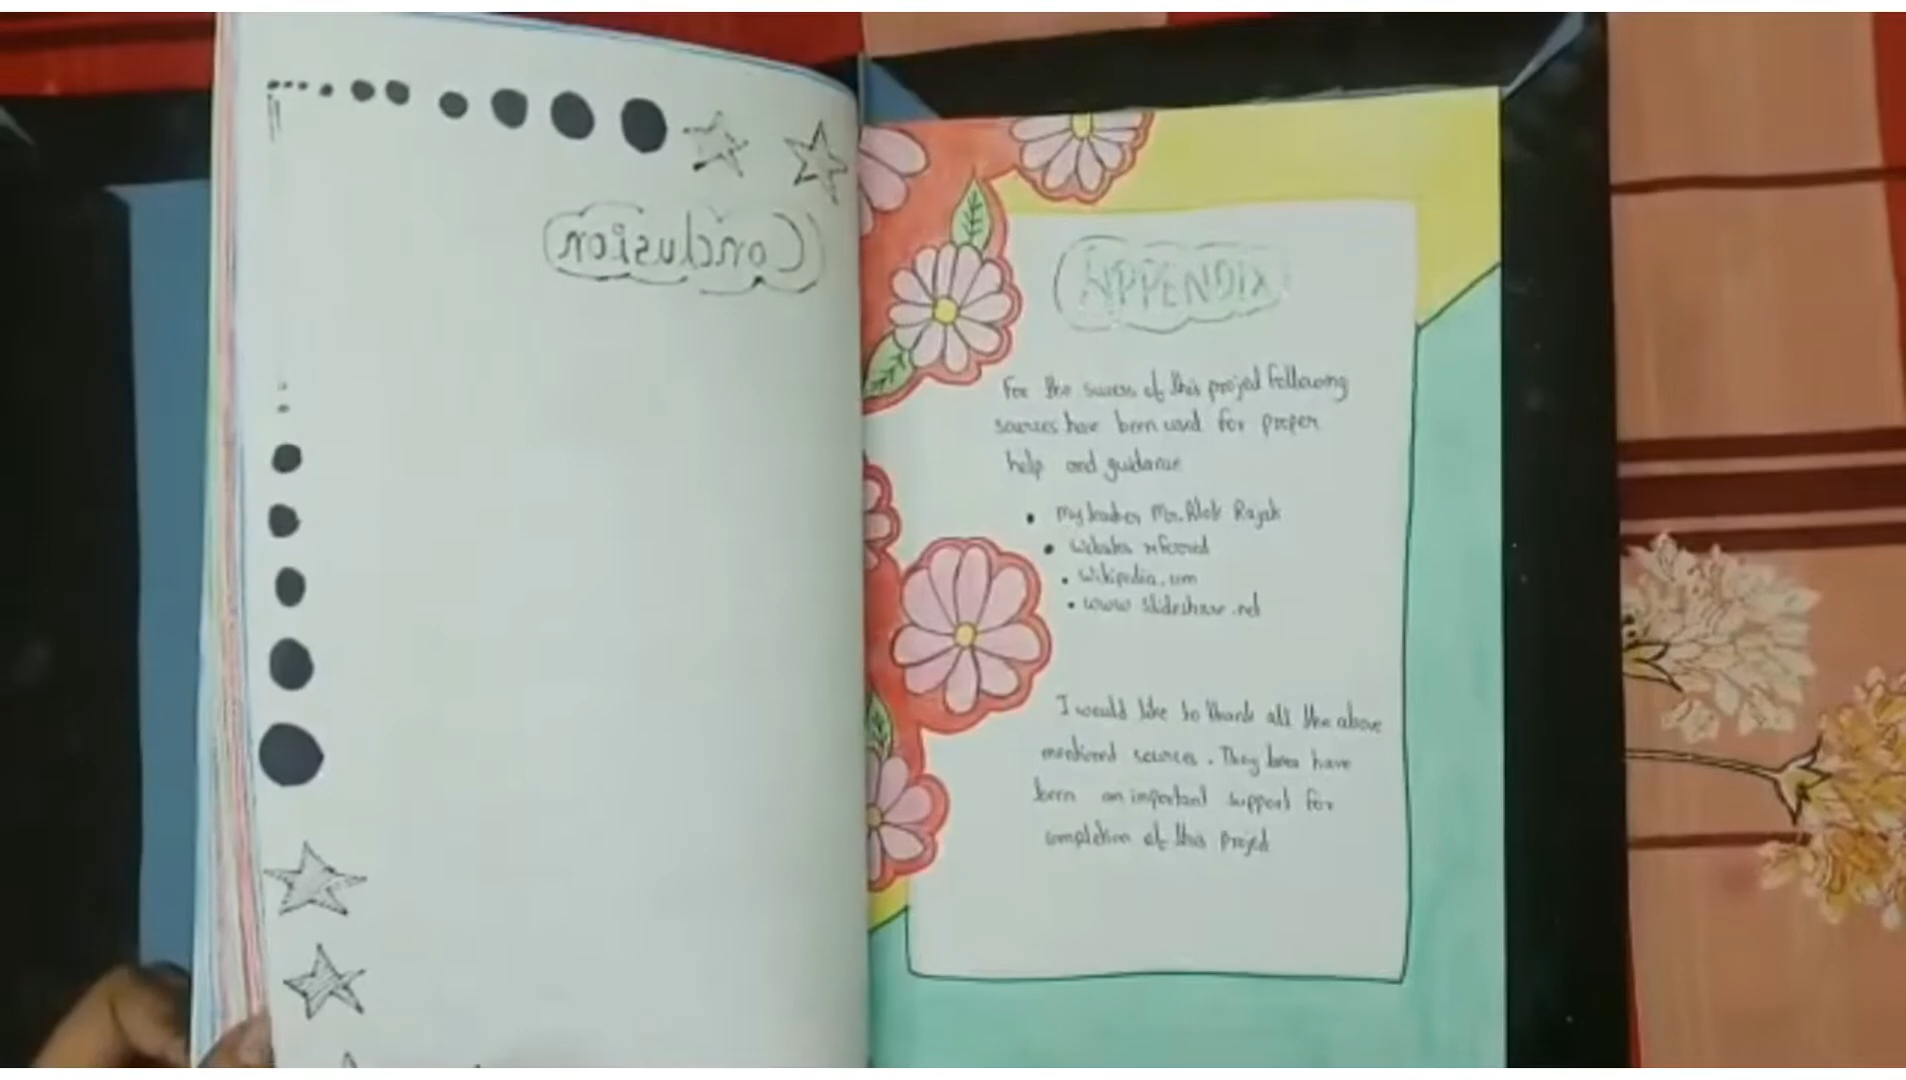 Conclusion
APPENDIX
For the success of this project following
sources have been used for proper
help and guidance
• My teacher Mr. Alok Rajak
• Websites referred
• Wikipedia.com
• www slideshare.net
I would like to thank all the above
mentioned sources. They have
been an important support for
completion of this project